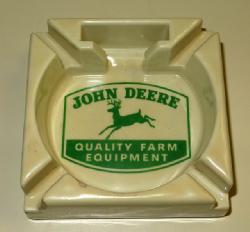 JOHN DEERE
QUALITY FARM
EQUIPMENT